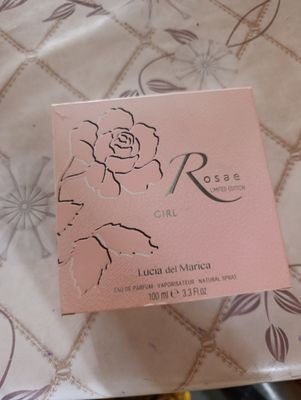 Rosae
LIMITED EDITION
GIRL
Lucia del Marica
EAU DE PARFUM · VAPORISATEUR · NATURAL SPRAY
100 ml ℮ 3.3 fl.oz